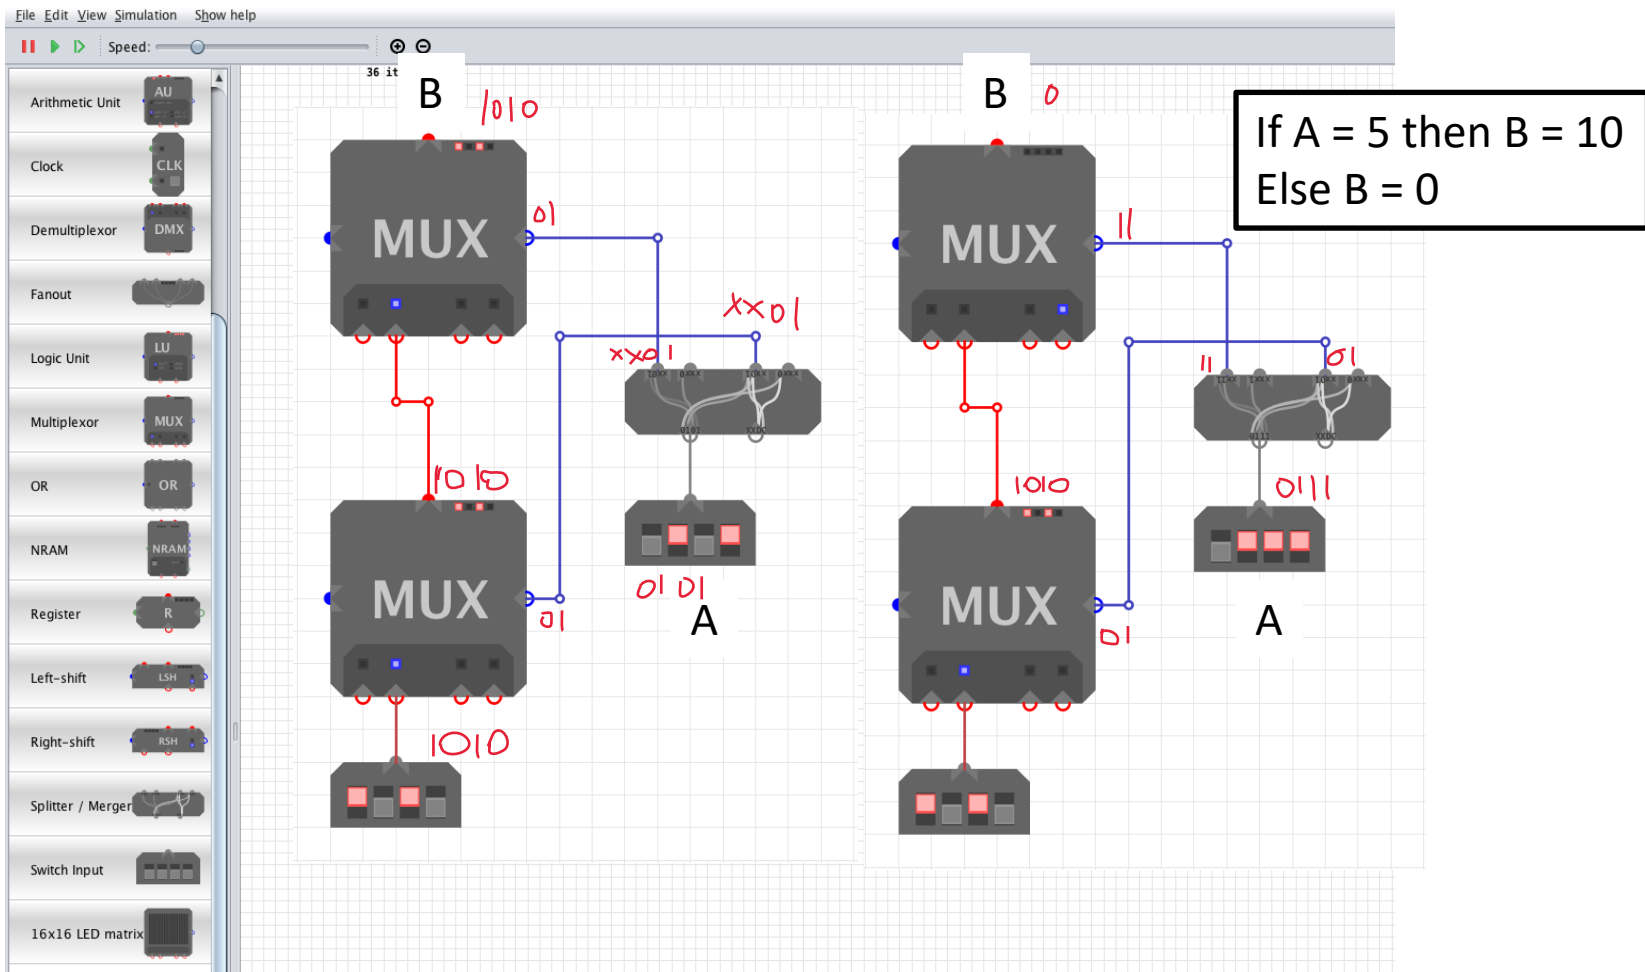 File Edit View Simulation Show help
Speed:
36 it
Arithmetic Unit AU
Clock CLK
Demultiplexor DMX
Fanout
Logic Unit LU
Multiplexor MUX
OR OR
NRAM NRAM
Register R
Left-shift LSH
Right-shift RSH
Splitter / Merger
Switch Input
16x16 LED matrix
B 1010
MUX
01
xx01
xx01
1010
MUX
01
0101
A
1010
B 0
MUX
11
11
01
1010
MUX
01
0111
A
1010
If A = 5 then B = 10
Else B = 0